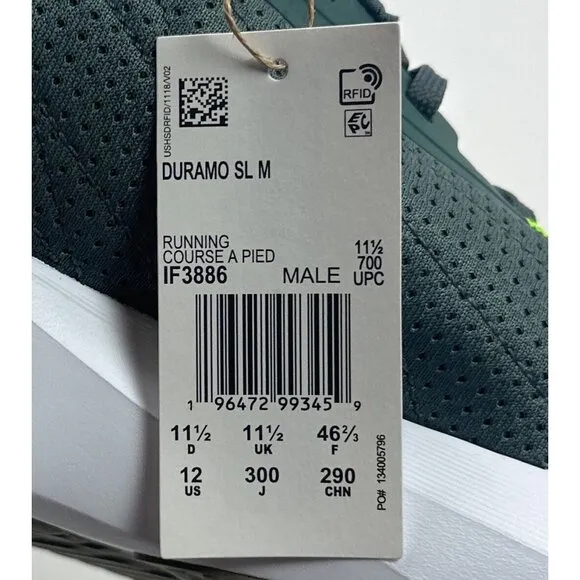 USHSDRFID/1118/V02
RFID
EPC
DURAMO SL M
RUNNING
COURSE A PIED
IF3886
MALE
11½
700
UPC
1 96472 99345 9
11½ 11½ 46⅔
D UK F
12 300 290
US J CHN
PO# 134005796